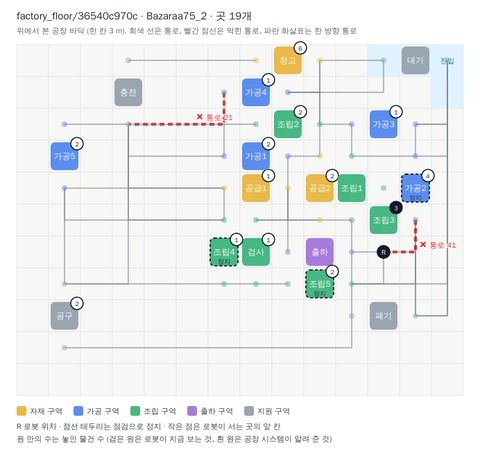 factory_floor/36540c970c · Bazaraa75_2 · 곳 19개
위에서 본 공장 바닥 (한 칸 3 m). 회색 선은 통로, 빨간 점선은 막힌 통로, 파란 화살표는 한 방향 통로
창고 6
대기
전립
충전
가공4 1
✕ 통로 21
조립2 2
가공3 1
가공5 2
가공1 2
공급1 1
공급2 2
조립1
가공2 4
정지
조립3 3
조립4 1
정지
검사 1
출하
R
✕ 통로 41
조립5 2
정지
공구 2
폐기
자재 구역
가공 구역
조립 구역
출하 구역
지원 구역
R 로봇 위치 · 점선 테두리는 점검으로 정지 · 작은 점은 로봇이 서는 곳의 앞 칸
원 안의 수는 놓인 물건 수 (검은 원은 로봇이 지금 보는 것, 흰 원은 공장 시스템이 알려 준 것)